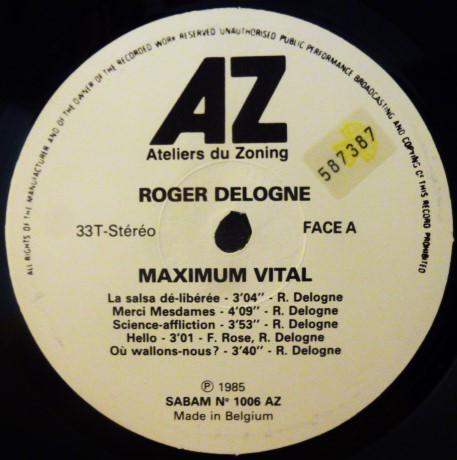 ALL RIGHTS OF THE MANUFACTURER AND OF THE OWNER OF THE RECORDED WORK RESERVED UNAUTHORISED PUBLIC PERFORMANCE BROADCASTING AND COPYING OF THIS RECORD PROHIBITED
AZ
Ateliers du Zoning
587387
ROGER DELOGNE
33T-Stéréo
FACE A
MAXIMUM VITAL
La salsa dé-libérée - 3'04" - R. Delogne
Merci Mesdames - 4'09" - R. Delogne
Science-affliction - 3'53" - R. Delogne
Hello - 3'01 - F. Rose, R. Delogne
Où wallons-nous? - 3'40" - R. Delogne
Ⓟ 1985
SABAM N° 1006 AZ
Made in Belgium